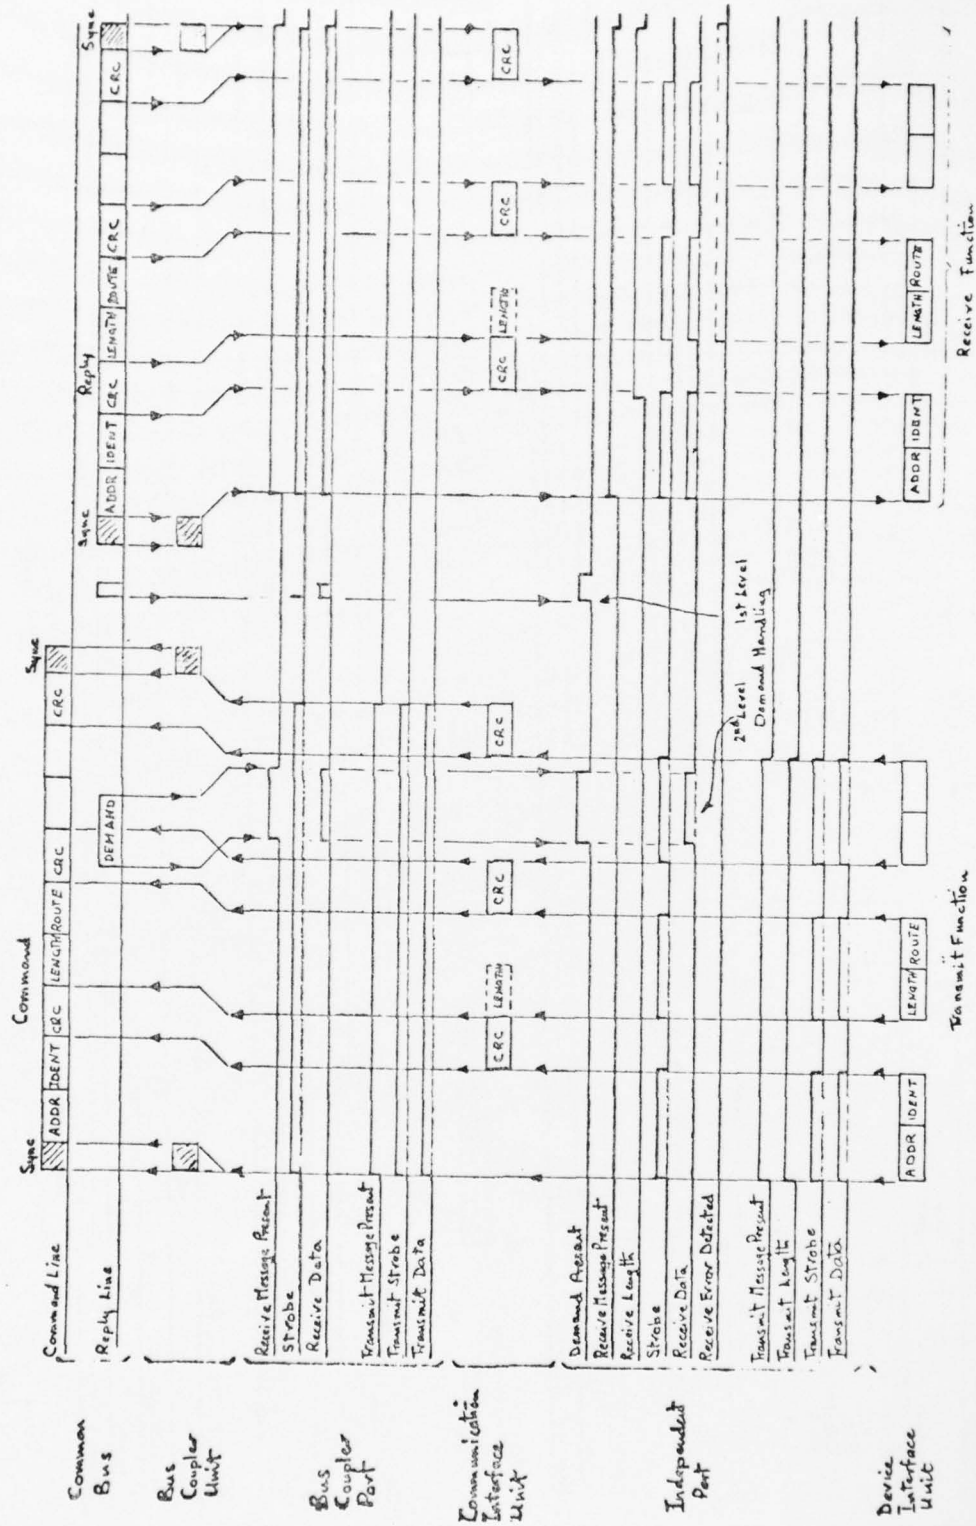 Sync Command Sync Sync Reply Sync
Common Bus
Command Line
ADDR IDENT CRC LENGTH ROUTE CRC CRC
Reply Line
DEMAND
ADDR IDENT CRC LENGTH ROUTE CRC CRC
Bus Coupler Unit
Bus Coupler Port
Receive Message Present
Strobe
Receive Data
Transmit Message Present
Transmit Strobe
Transmit Data
Communication Interface Unit
CRC LENGTH CRC CRC CRC LENGTH CRC CRC
Independent Port
Demand Present
Receive Message Present
Receive Length
Strobe
Receive Data
Receive Error Detected
Transmit Message Present
Transmit Length
Transmit Strobe
Transmit Data
2nd Level 1st Level
Demand Handling
Device Interface Unit
ADDR IDENT LENGTH ROUTE ADDR IDENT LENGTH ROUTE
Transmit Function Receive Function